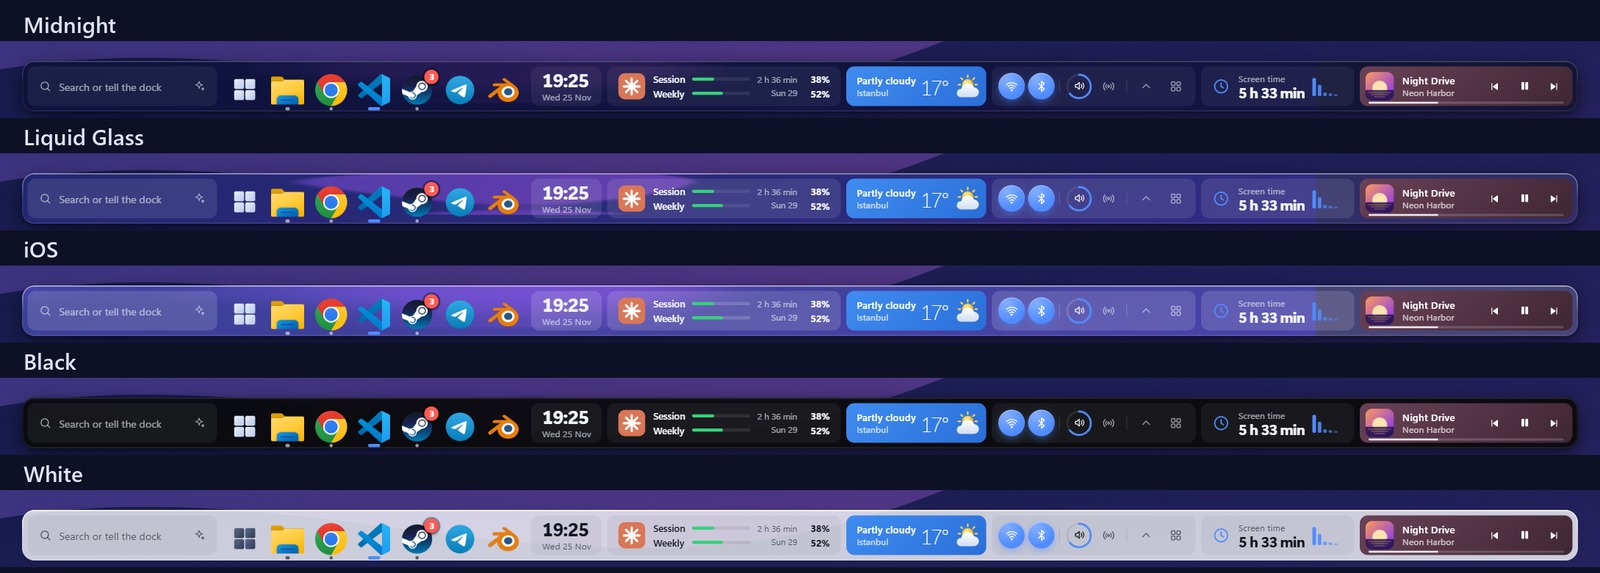 Midnight
Search or tell the dock
3
19:25
Wed 25 Nov
Session 2 h 36 min 38%
Weekly Sun 29 52%
Partly cloudy
Istanbul
17°
Screen time
5 h 33 min
Night Drive
Neon Harbor
Liquid Glass
Search or tell the dock
3
19:25
Wed 25 Nov
Session 2 h 36 min 38%
Weekly Sun 29 52%
Partly cloudy
Istanbul
17°
Screen time
5 h 33 min
Night Drive
Neon Harbor
iOS
Search or tell the dock
3
19:25
Wed 25 Nov
Session 2 h 36 min 38%
Weekly Sun 29 52%
Partly cloudy
Istanbul
17°
Screen time
5 h 33 min
Night Drive
Neon Harbor
Black
Search or tell the dock
3
19:25
Wed 25 Nov
Session 2 h 36 min 38%
Weekly Sun 29 52%
Partly cloudy
Istanbul
17°
Screen time
5 h 33 min
Night Drive
Neon Harbor
White
Search or tell the dock
3
19:25
Wed 25 Nov
Session 2 h 36 min 38%
Weekly Sun 29 52%
Partly cloudy
Istanbul
17°
Screen time
5 h 33 min
Night Drive
Neon Harbor